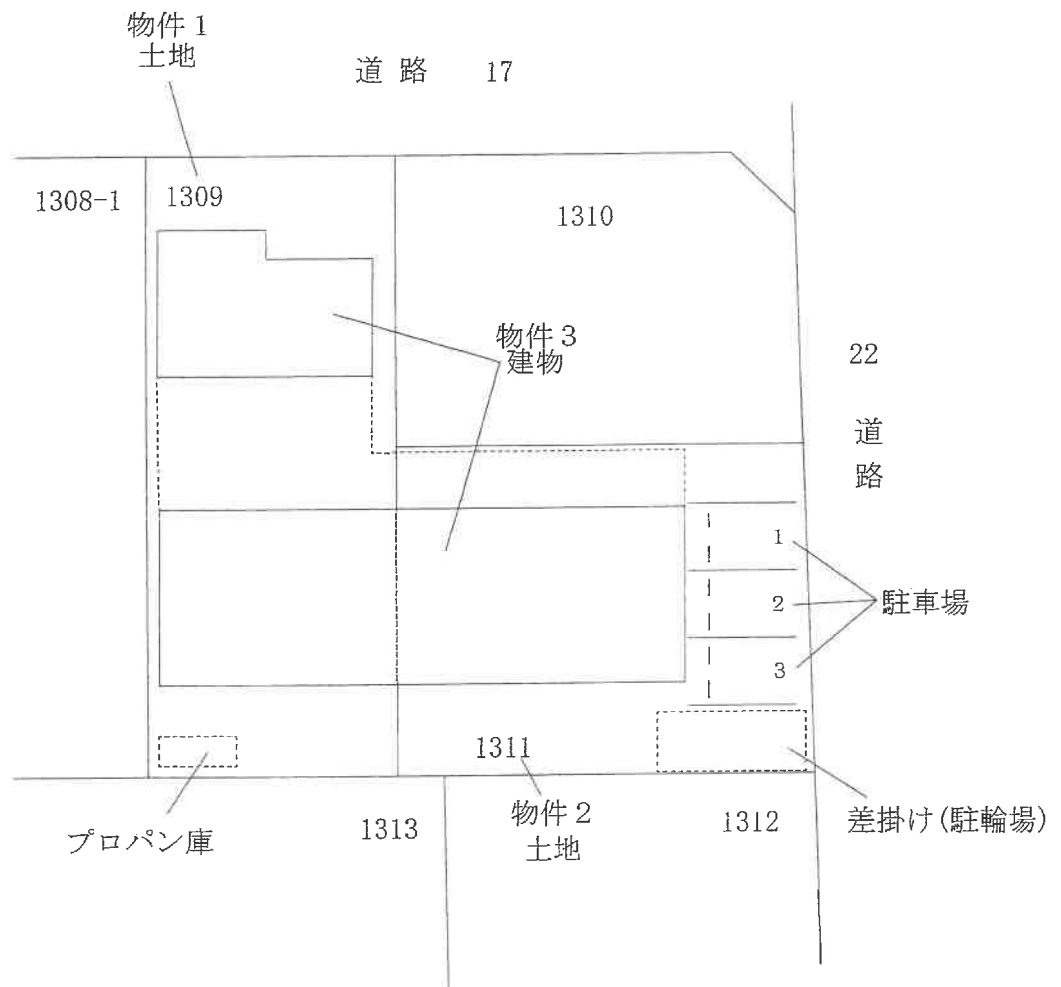 物件1
土地
道路 17
1308-1
1309
1310
物件3
建物
22
道
路
1
2
3
駐車場
1311
物件2
土地
プロパン庫
1313
1312
差掛け(駐輪場)